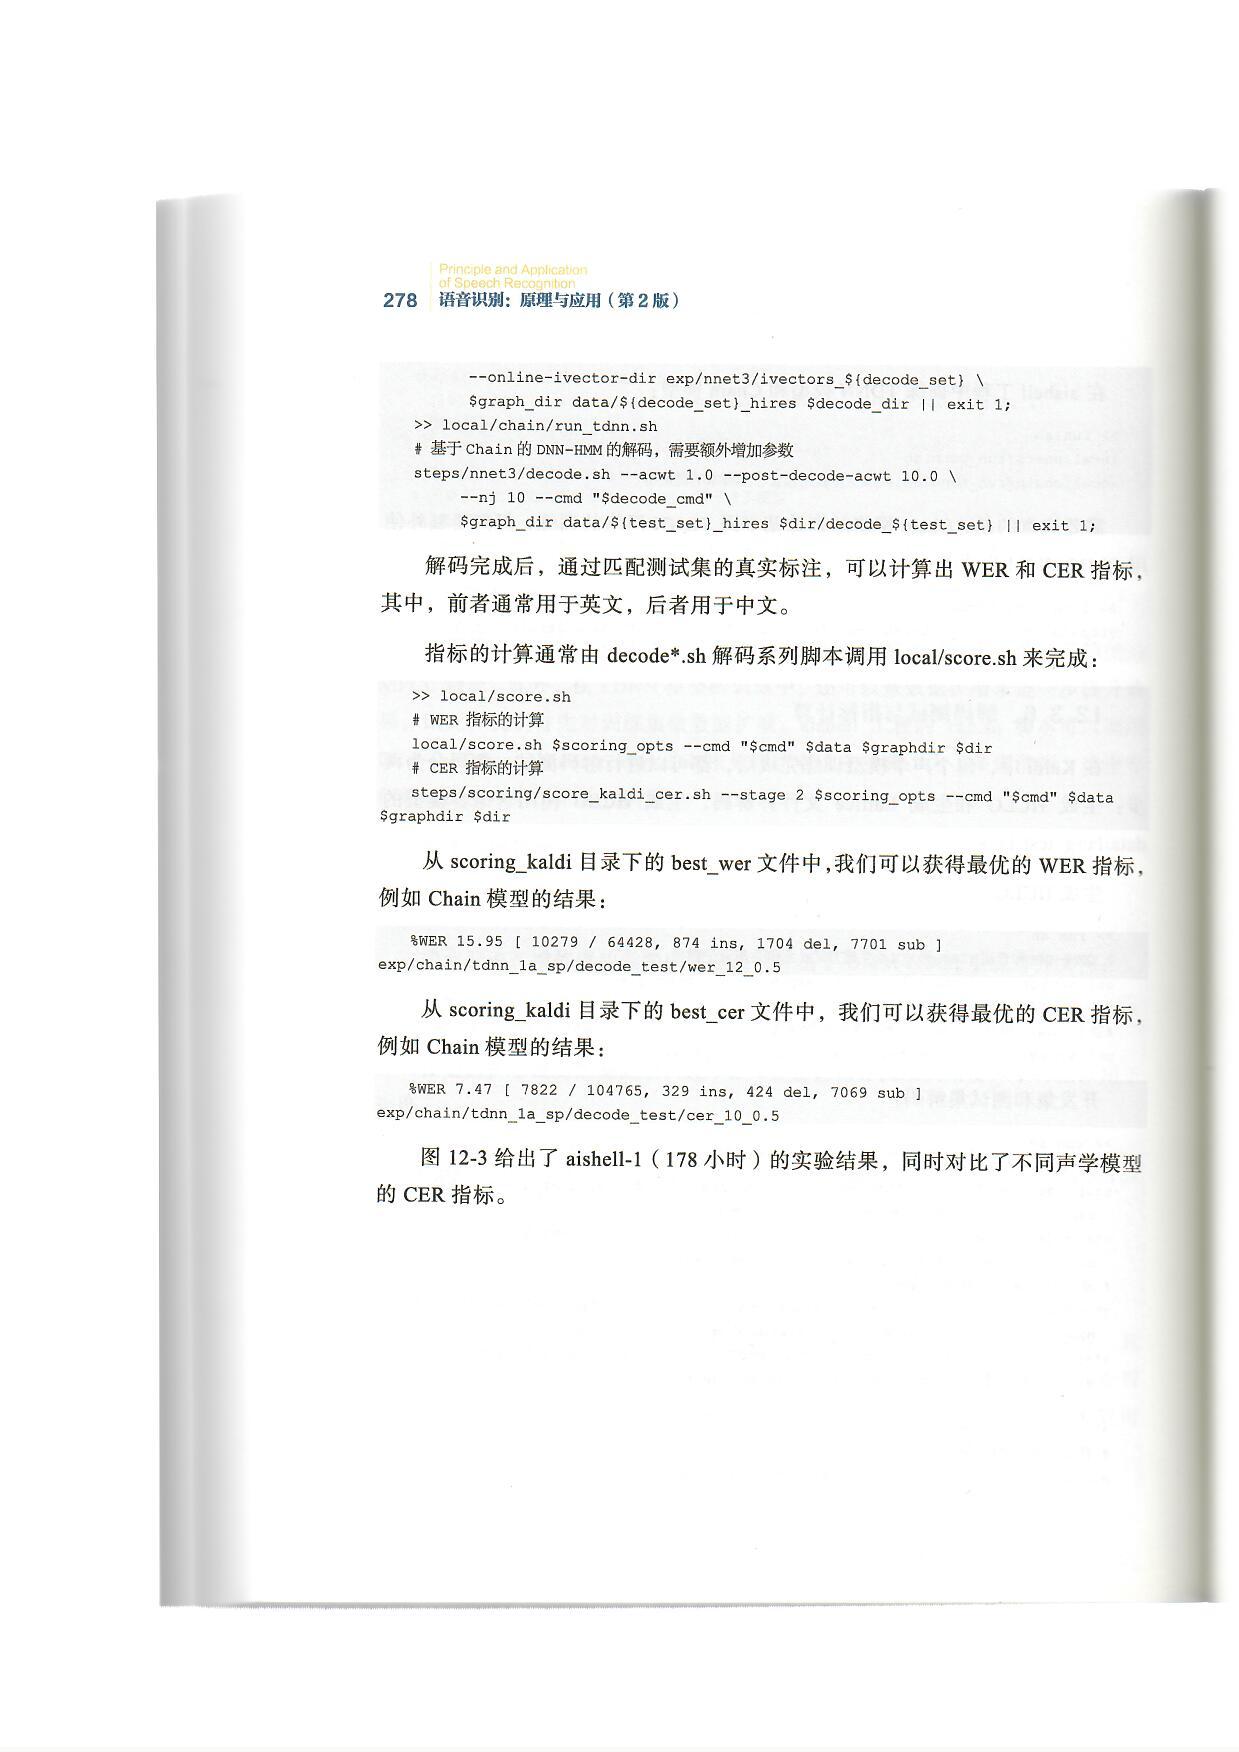 Principle and Application
of Speech Recognition
278 语音识别：原理与应用（第2版）
--online-ivector-dir exp/nnet3/ivectors_${decode_set} \
$graph_dir data/${decode_set}_hires $decode_dir || exit 1;
>> local/chain/run_tdnn.sh
# 基于 Chain 的 DNN-HMM 的解码，需要额外增加参数
steps/nnet3/decode.sh --acwt 1.0 --post-decode-acwt 10.0 \
--nj 10 --cmd "$decode_cmd" \
$graph_dir data/${test_set}_hires $dir/decode_${test_set} || exit 1;
解码完成后，通过匹配测试集的真实标注，可以计算出 WER 和 CER 指标，
其中，前者通常用于英文，后者用于中文。
指标的计算通常由 decode*.sh 解码系列脚本调用 local/score.sh 来完成：
>> local/score.sh
# WER 指标的计算
local/score.sh $scoring_opts --cmd "$cmd" $data $graphdir $dir
# CER 指标的计算
steps/scoring/score_kaldi_cer.sh --stage 2 $scoring_opts --cmd "$cmd" $data
$graphdir $dir
从 scoring_kaldi 目录下的 best_wer 文件中，我们可以获得最优的 WER 指标，
例如 Chain 模型的结果：
%WER 15.95 [ 10279 / 64428, 874 ins, 1704 del, 7701 sub ]
exp/chain/tdnn_1a_sp/decode_test/wer_12_0.5
从 scoring_kaldi 目录下的 best_cer 文件中，我们可以获得最优的 CER 指标，
例如 Chain 模型的结果：
%WER 7.47 [ 7822 / 104765, 329 ins, 424 del, 7069 sub ]
exp/chain/tdnn_1a_sp/decode_test/cer_10_0.5
图 12-3 给出了 aishell-1（178 小时）的实验结果，同时对比了不同声学模型
的 CER 指标。